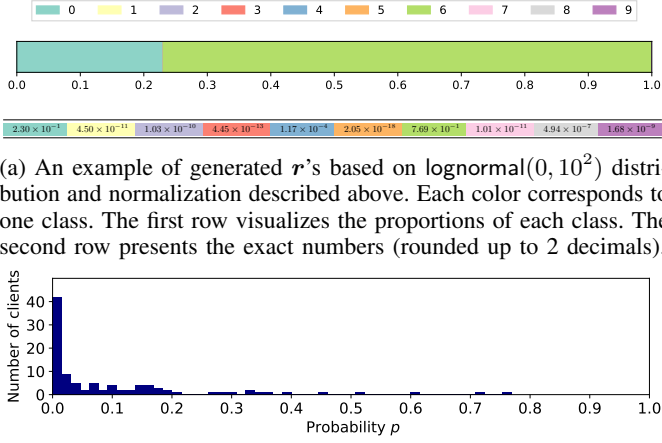 0 1 2 3 4 5 6 7 8 9
0.0 0.1 0.2 0.3 0.4 0.5 0.6 0.7 0.8 0.9 1.0
2.30 × 10⁻¹ 4.50 × 10⁻¹¹ 1.03 × 10⁻¹⁰ 4.45 × 10⁻¹³ 1.17 × 10⁻⁴ 2.05 × 10⁻¹⁸ 7.69 × 10⁻¹ 1.01 × 10⁻¹¹ 4.94 × 10⁻⁷ 1.68 × 10⁻⁹
(a) An example of generated r's based on lognormal(0, 10²) distri
bution and normalization described above. Each color corresponds to
one class. The first row visualizes the proportions of each class. The
second row presents the exact numbers (rounded up to 2 decimals).
Number of clients
40
30
20
10
0
0.0 0.1 0.2 0.3 0.4 0.5 0.6 0.7 0.8 0.9 1.0
Probability p